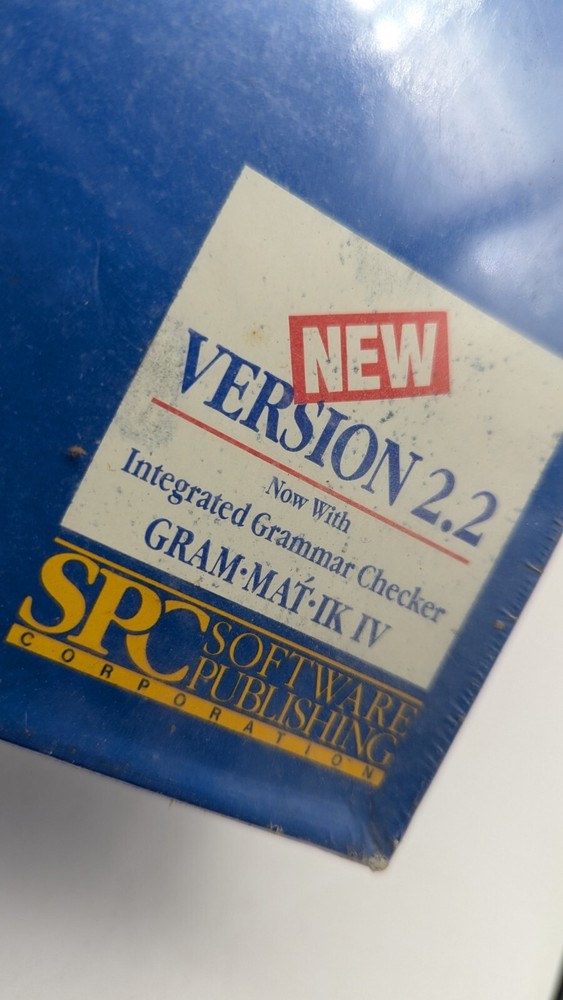 NEW
VERSION 2.2
Now With
Integrated Grammar Checker
GRAM·MAT·IK IV
SPC SOFTWARE
PUBLISHING
CORPORATION